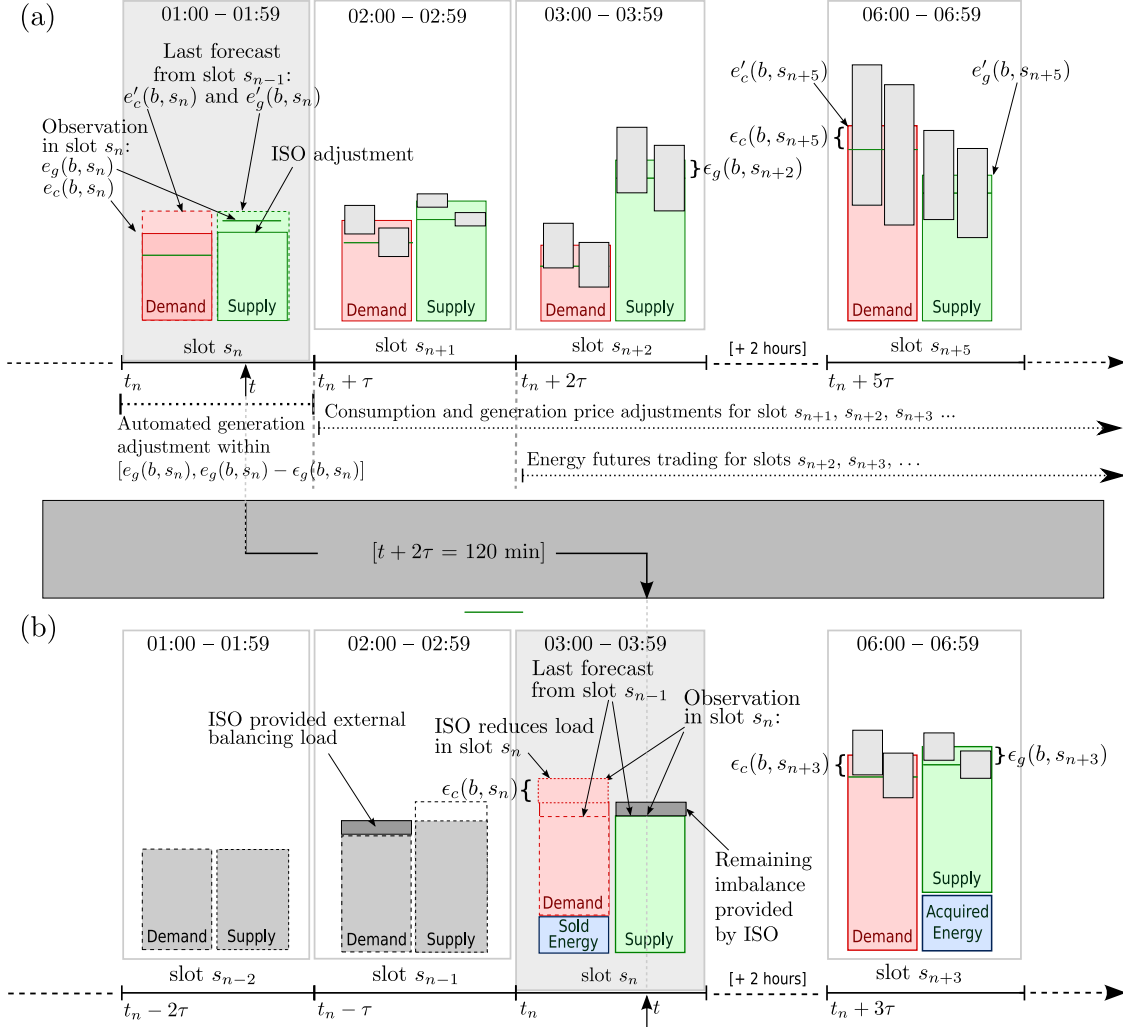 (a)
01:00 – 01:59
02:00 – 02:59
03:00 – 03:59
06:00 – 06:59
Last forecast
from slot s_{n−1}:
e′_c(b, s_n) and e′_g(b, s_n)
Observation
in slot s_n:
e_g(b, s_n)
e_c(b, s_n)
ISO adjustment
ϵ_g(b, s_{n+2})
e′_c(b, s_{n+5})
ϵ_c(b, s_{n+5})
e′_g(b, s_{n+5})
Demand
Supply
Demand
Supply
Demand
Supply
Demand
Supply
slot s_n
slot s_{n+1}
slot s_{n+2}
[+ 2 hours]
slot s_{n+5}
t_n
t
t_n + τ
t_n + 2τ
t_n + 5τ
Automated generation
adjustment within
[e_g(b, s_n), e_g(b, s_n) − ϵ_g(b, s_n)]
Consumption and generation price adjustments for slot s_{n+1}, s_{n+2}, s_{n+3} ...
Energy futures trading for slots s_{n+2}, s_{n+3}, . . .
[t + 2τ = 120 min]
(b)
01:00 – 01:59
02:00 – 02:59
03:00 – 03:59
06:00 – 06:59
ISO provided external
balancing load
Last forecast
from slot s_{n−1}
ISO reduces load
in slot s_n
Observation
in slot s_n:
ϵ_c(b, s_n)
ϵ_c(b, s_{n+3})
ϵ_g(b, s_{n+3})
Remaining
imbalance
provided
by ISO
Demand
Supply
Demand
Supply
Demand
Sold
Energy
Supply
Demand
Supply
Acquired
Energy
slot s_{n−2}
slot s_{n−1}
slot s_n
[+ 2 hours]
slot s_{n+3}
t_n − 2τ
t_n − τ
t_n
t
t_n + 3τ